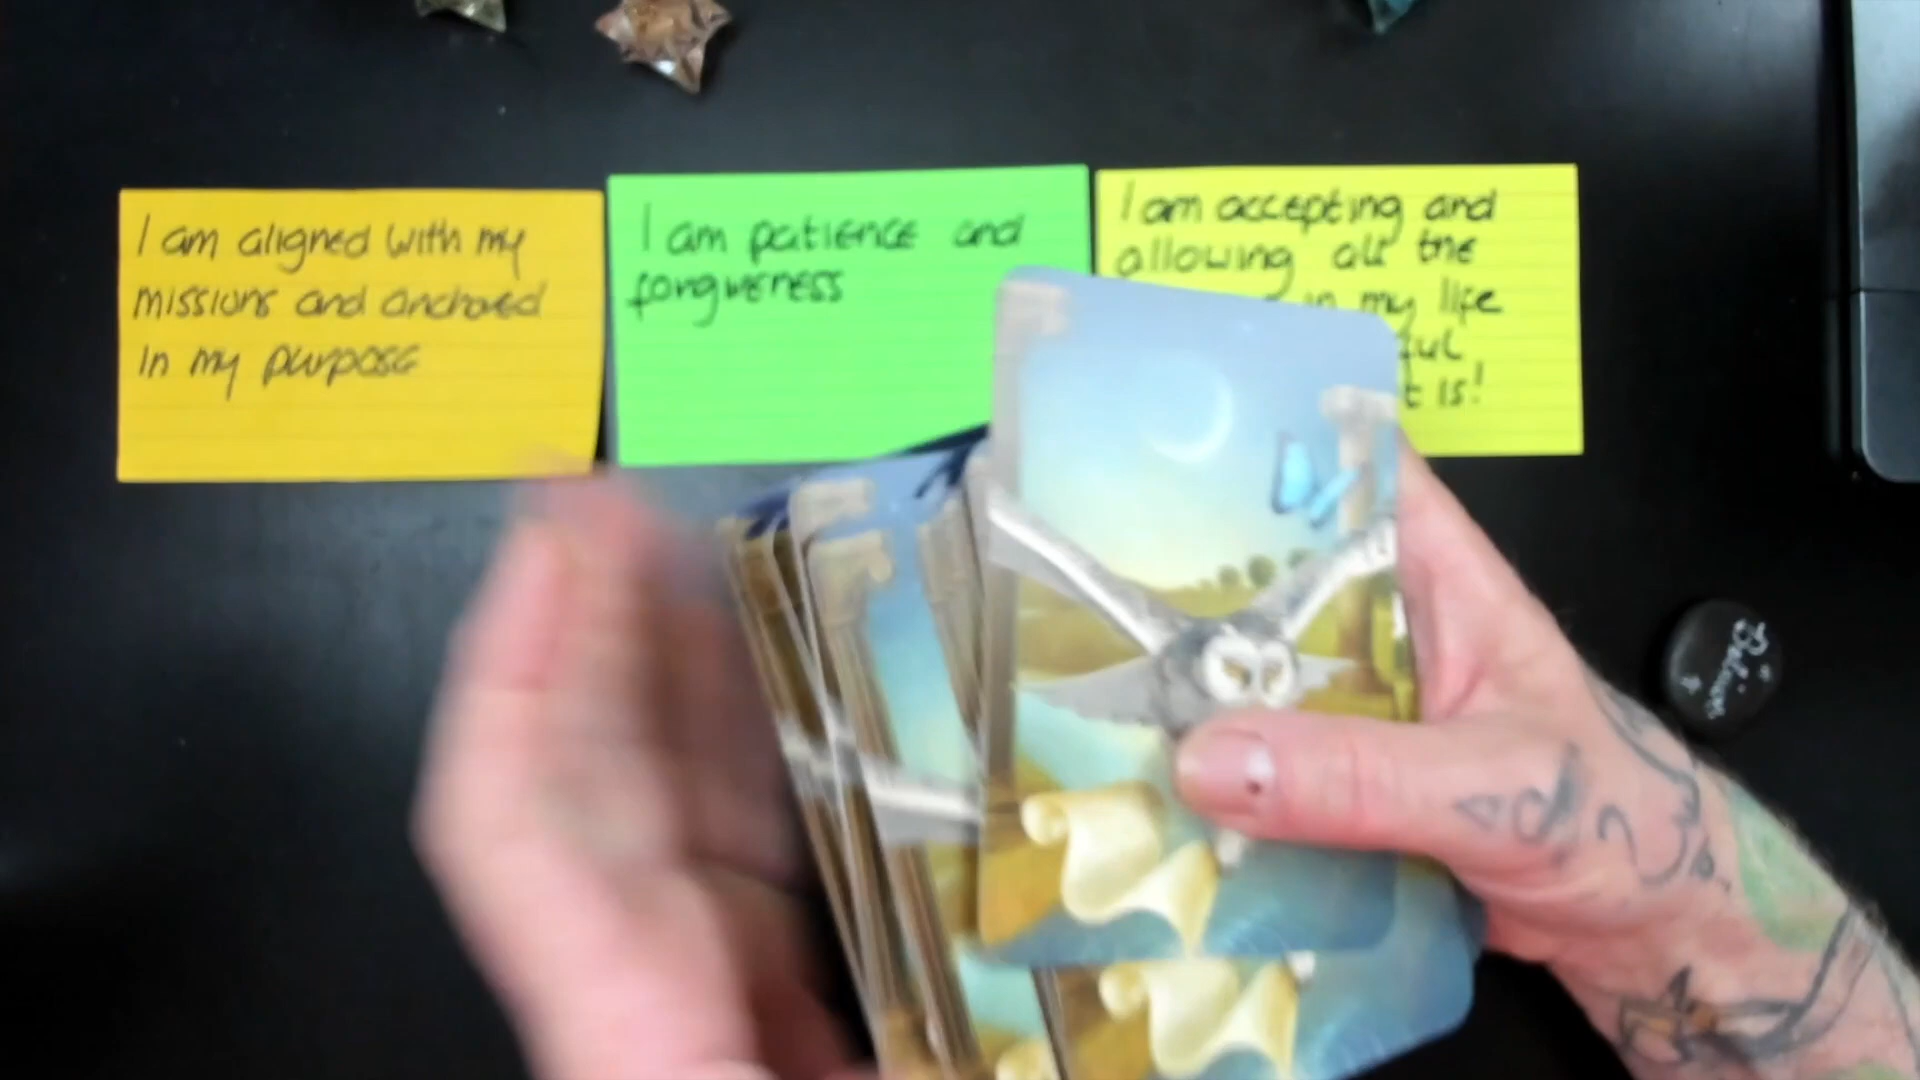 I am aligned with my
missions and anchored
in my purpose
I am patience and
forgiveness
I am accepting and
allowing all the
in my life
t is!
Believe